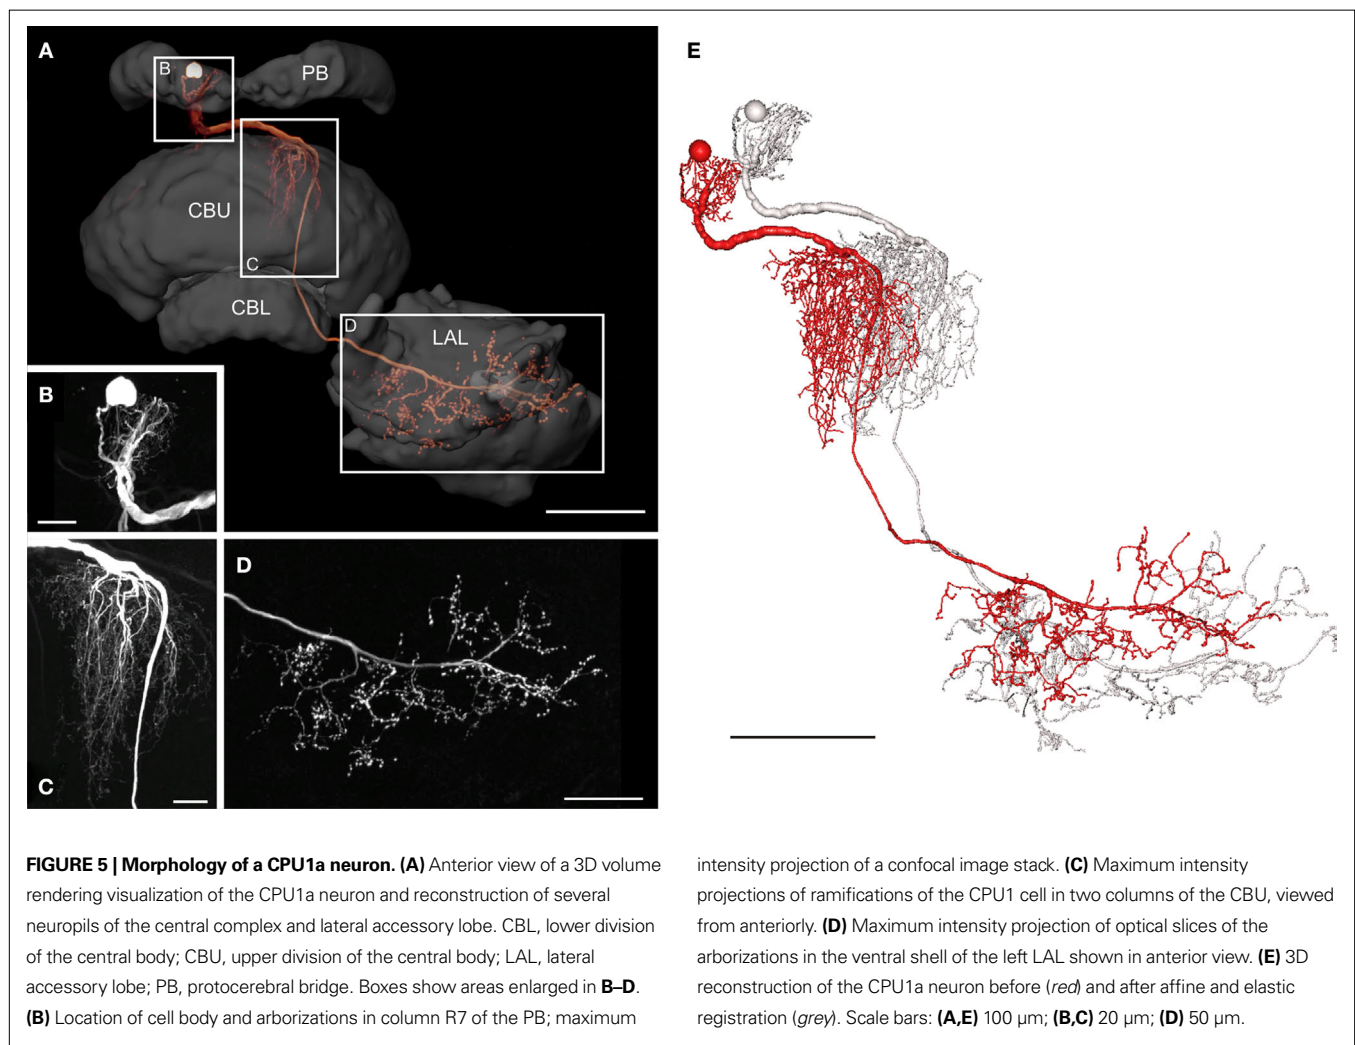 A
B
PB
CBU
C
CBL
D
LAL
B
C
D
E
FIGURE 5 | Morphology of a CPU1a neuron. (A) Anterior view of a 3D volume
rendering visualization of the CPU1a neuron and reconstruction of several
neuropils of the central complex and lateral accessory lobe. CBL, lower division
of the central body; CBU, upper division of the central body; LAL, lateral
accessory lobe; PB, protocerebral bridge. Boxes show areas enlarged in B–D.
(B) Location of cell body and arborizations in column R7 of the PB; maximum
intensity projection of a confocal image stack. (C) Maximum intensity
projections of ramifications of the CPU1 cell in two columns of the CBU, viewed
from anteriorly. (D) Maximum intensity projection of optical slices of the
arborizations in the ventral shell of the left LAL shown in anterior view. (E) 3D
reconstruction of the CPU1a neuron before (red) and after affine and elastic
registration (grey). Scale bars: (A,E) 100 μm; (B,C) 20 μm; (D) 50 μm.